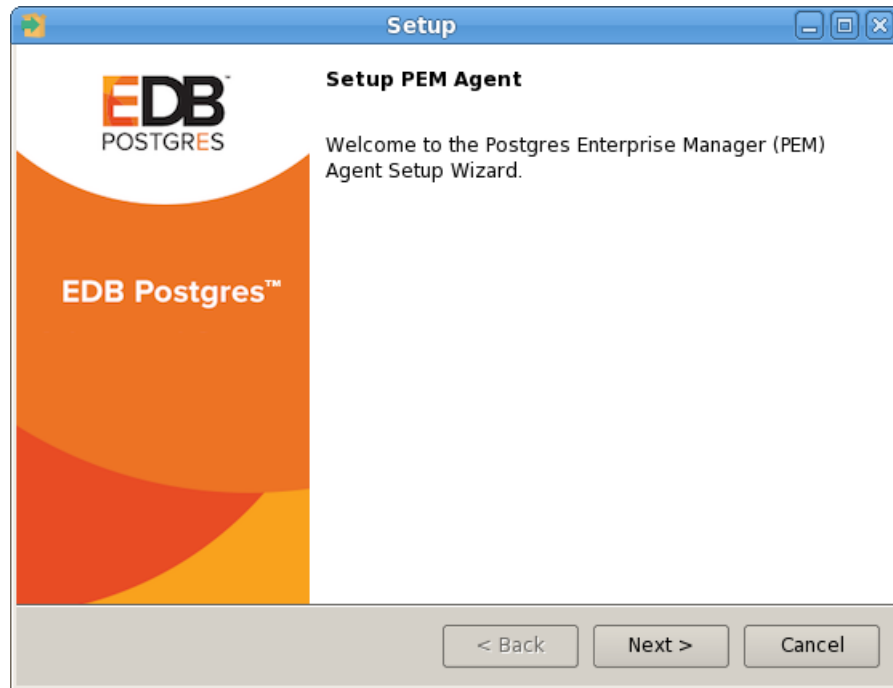 Setup
EDB
POSTGRES
EDB Postgres™
Setup PEM Agent
Welcome to the Postgres Enterprise Manager (PEM)
Agent Setup Wizard.
< Back
Next >
Cancel